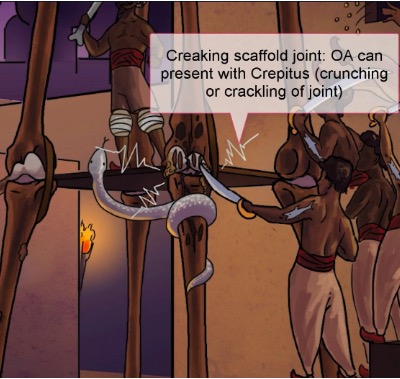 Creaking scaffold joint: OA can
present with Crepitus (crunching
or crackling of joint)